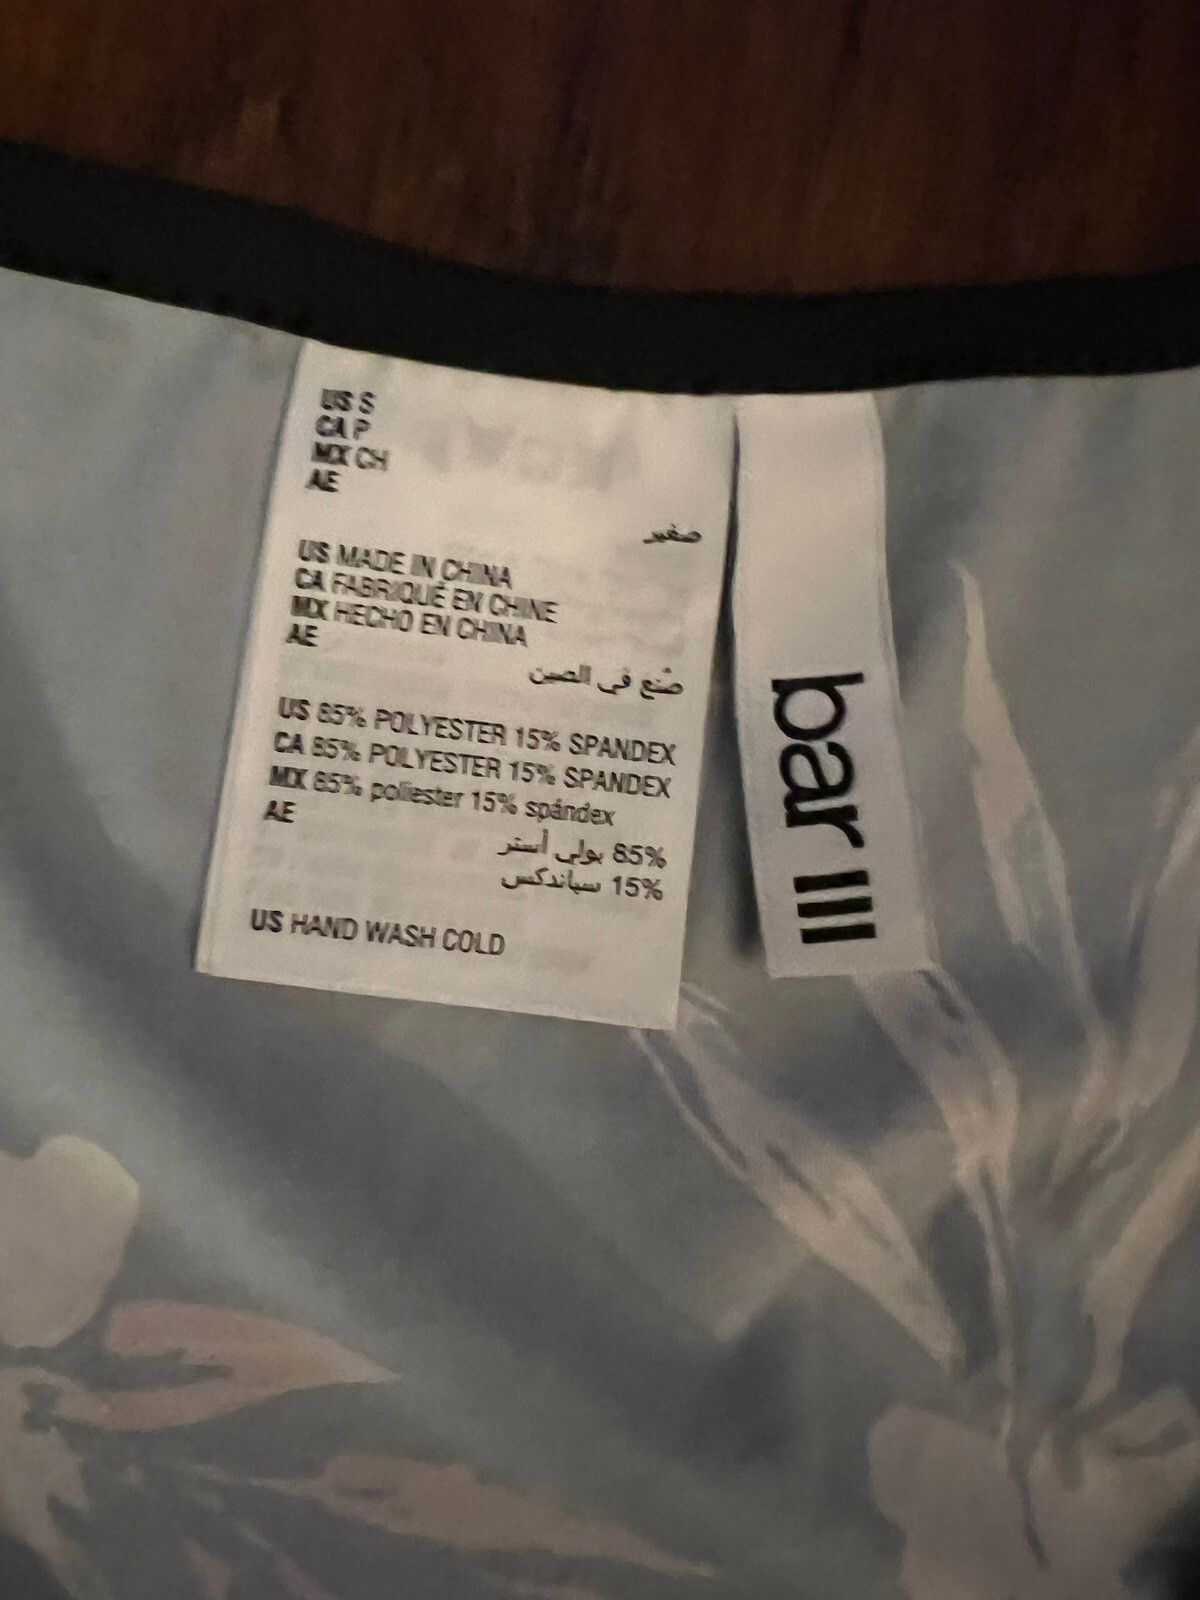 US S
CA P
MX CH
AE
صغير
US MADE IN CHINA
CA FABRIQUÉ EN CHINE
MX HECHO EN CHINA
AE
صُنع في الصين
US 85% POLYESTER 15% SPANDEX
CA 85% POLYESTER 15% SPANDEX
MX 85% poliester 15% spándex
AE
85% بولي أستر
15% سباندكس
US HAND WASH COLD
bar III